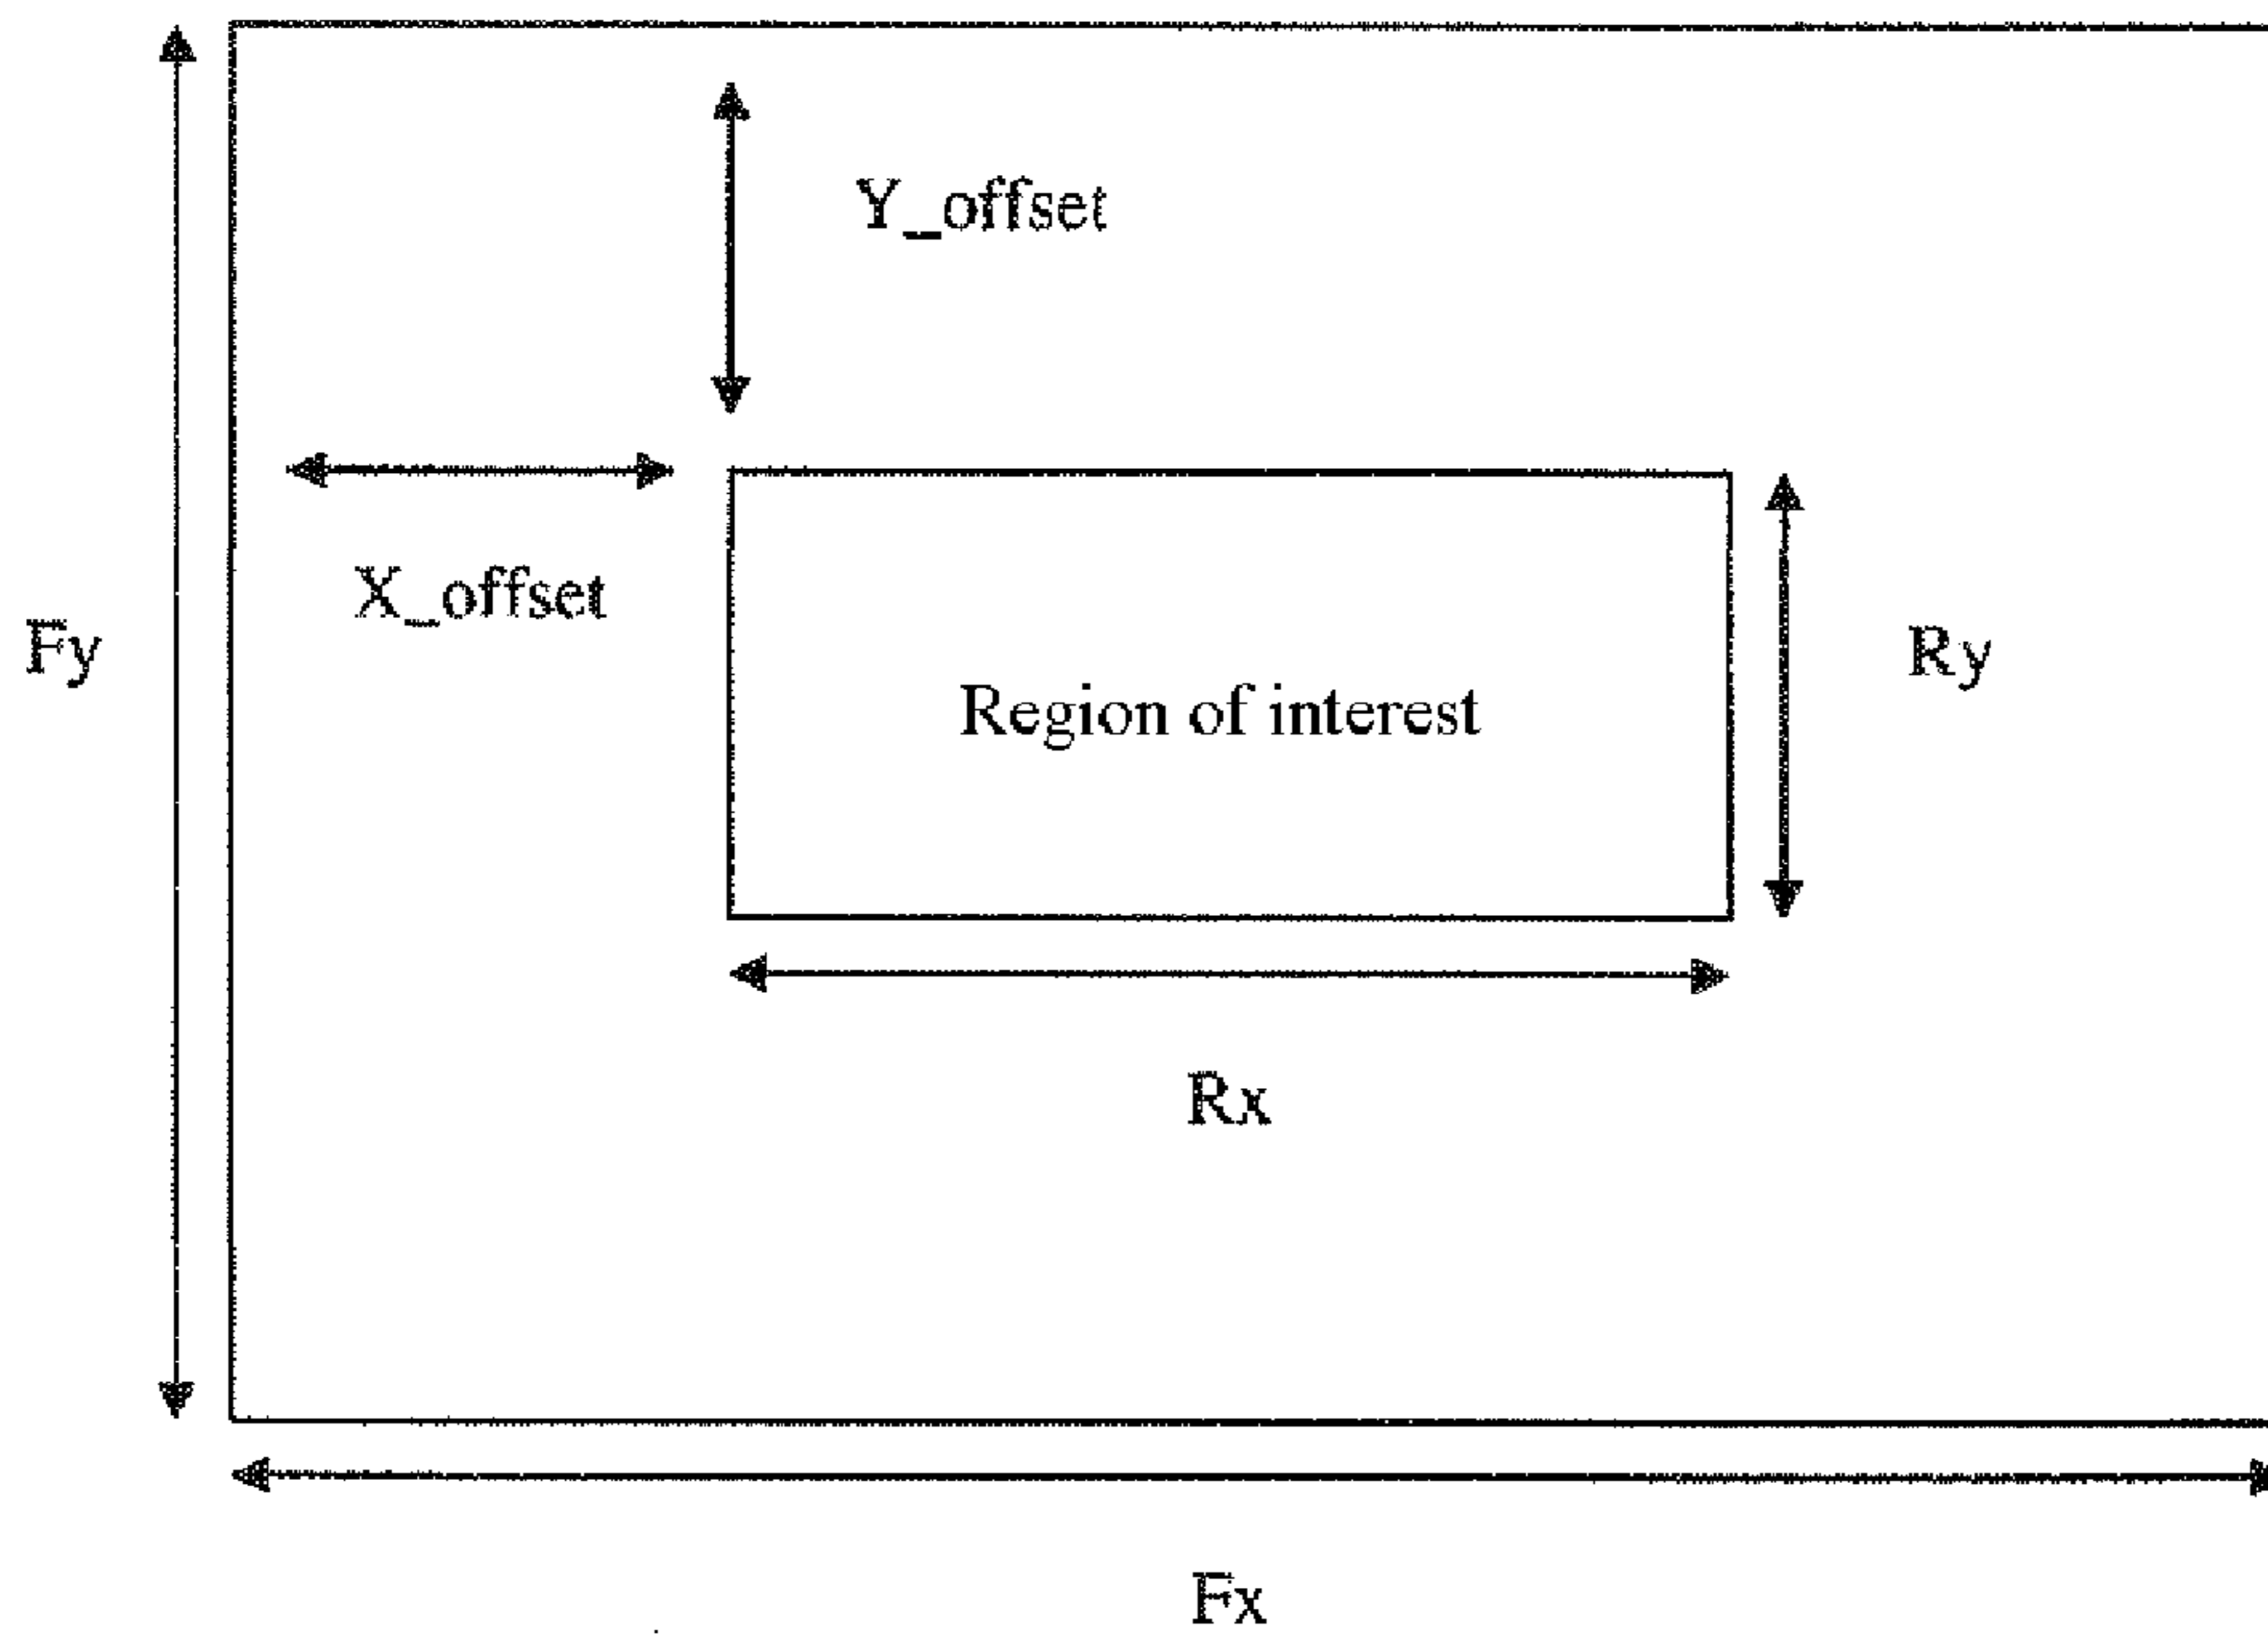 Y_offset
X_offset
Fy
Ry
Region of interest
Rx
Fx